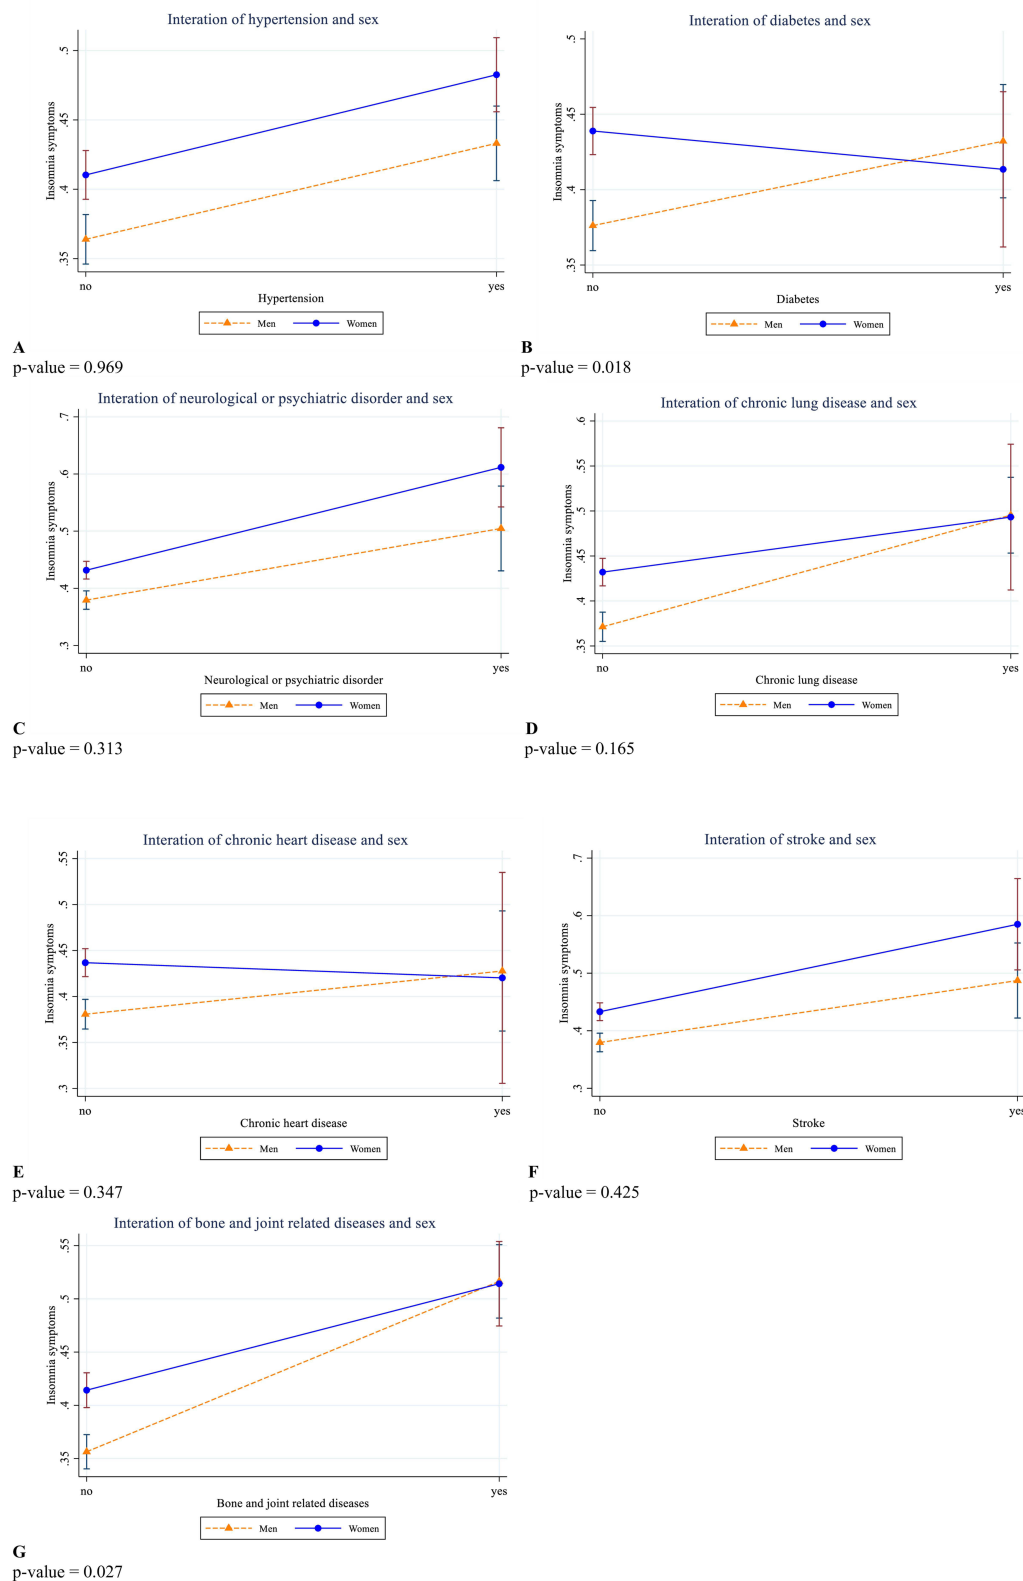 Interation of hypertension and sex
Insomnia symptoms
.5
.45
.4
.35
no
yes
Hypertension
Men
Women
A
p-value = 0.969
Interation of diabetes and sex
Insomnia symptoms
.5
.45
.4
.35
no
yes
Diabetes
Men
Women
B
p-value = 0.018
Interation of neurological or psychiatric disorder and sex
Insomnia symptoms
.7
.6
.5
.4
.3
no
yes
Neurological or psychiatric disorder
Men
Women
C
p-value = 0.313
Interation of chronic lung disease and sex
Insomnia symptoms
.6
.55
.5
.45
.4
.35
no
yes
Chronic lung disease
Men
Women
D
p-value = 0.165
Interation of chronic heart disease and sex
Insomnia symptoms
.55
.5
.45
.4
.35
.3
no
yes
Chronic heart disease
Men
Women
E
p-value = 0.347
Interation of stroke and sex
Insomnia symptoms
.7
.6
.5
.4
.3
no
yes
Stroke
Men
Women
F
p-value = 0.425
Interation of bone and joint related diseases and sex
Insomnia symptoms
.55
.5
.45
.4
.35
no
yes
Bone and joint related diseases
Men
Women
G
p-value = 0.027